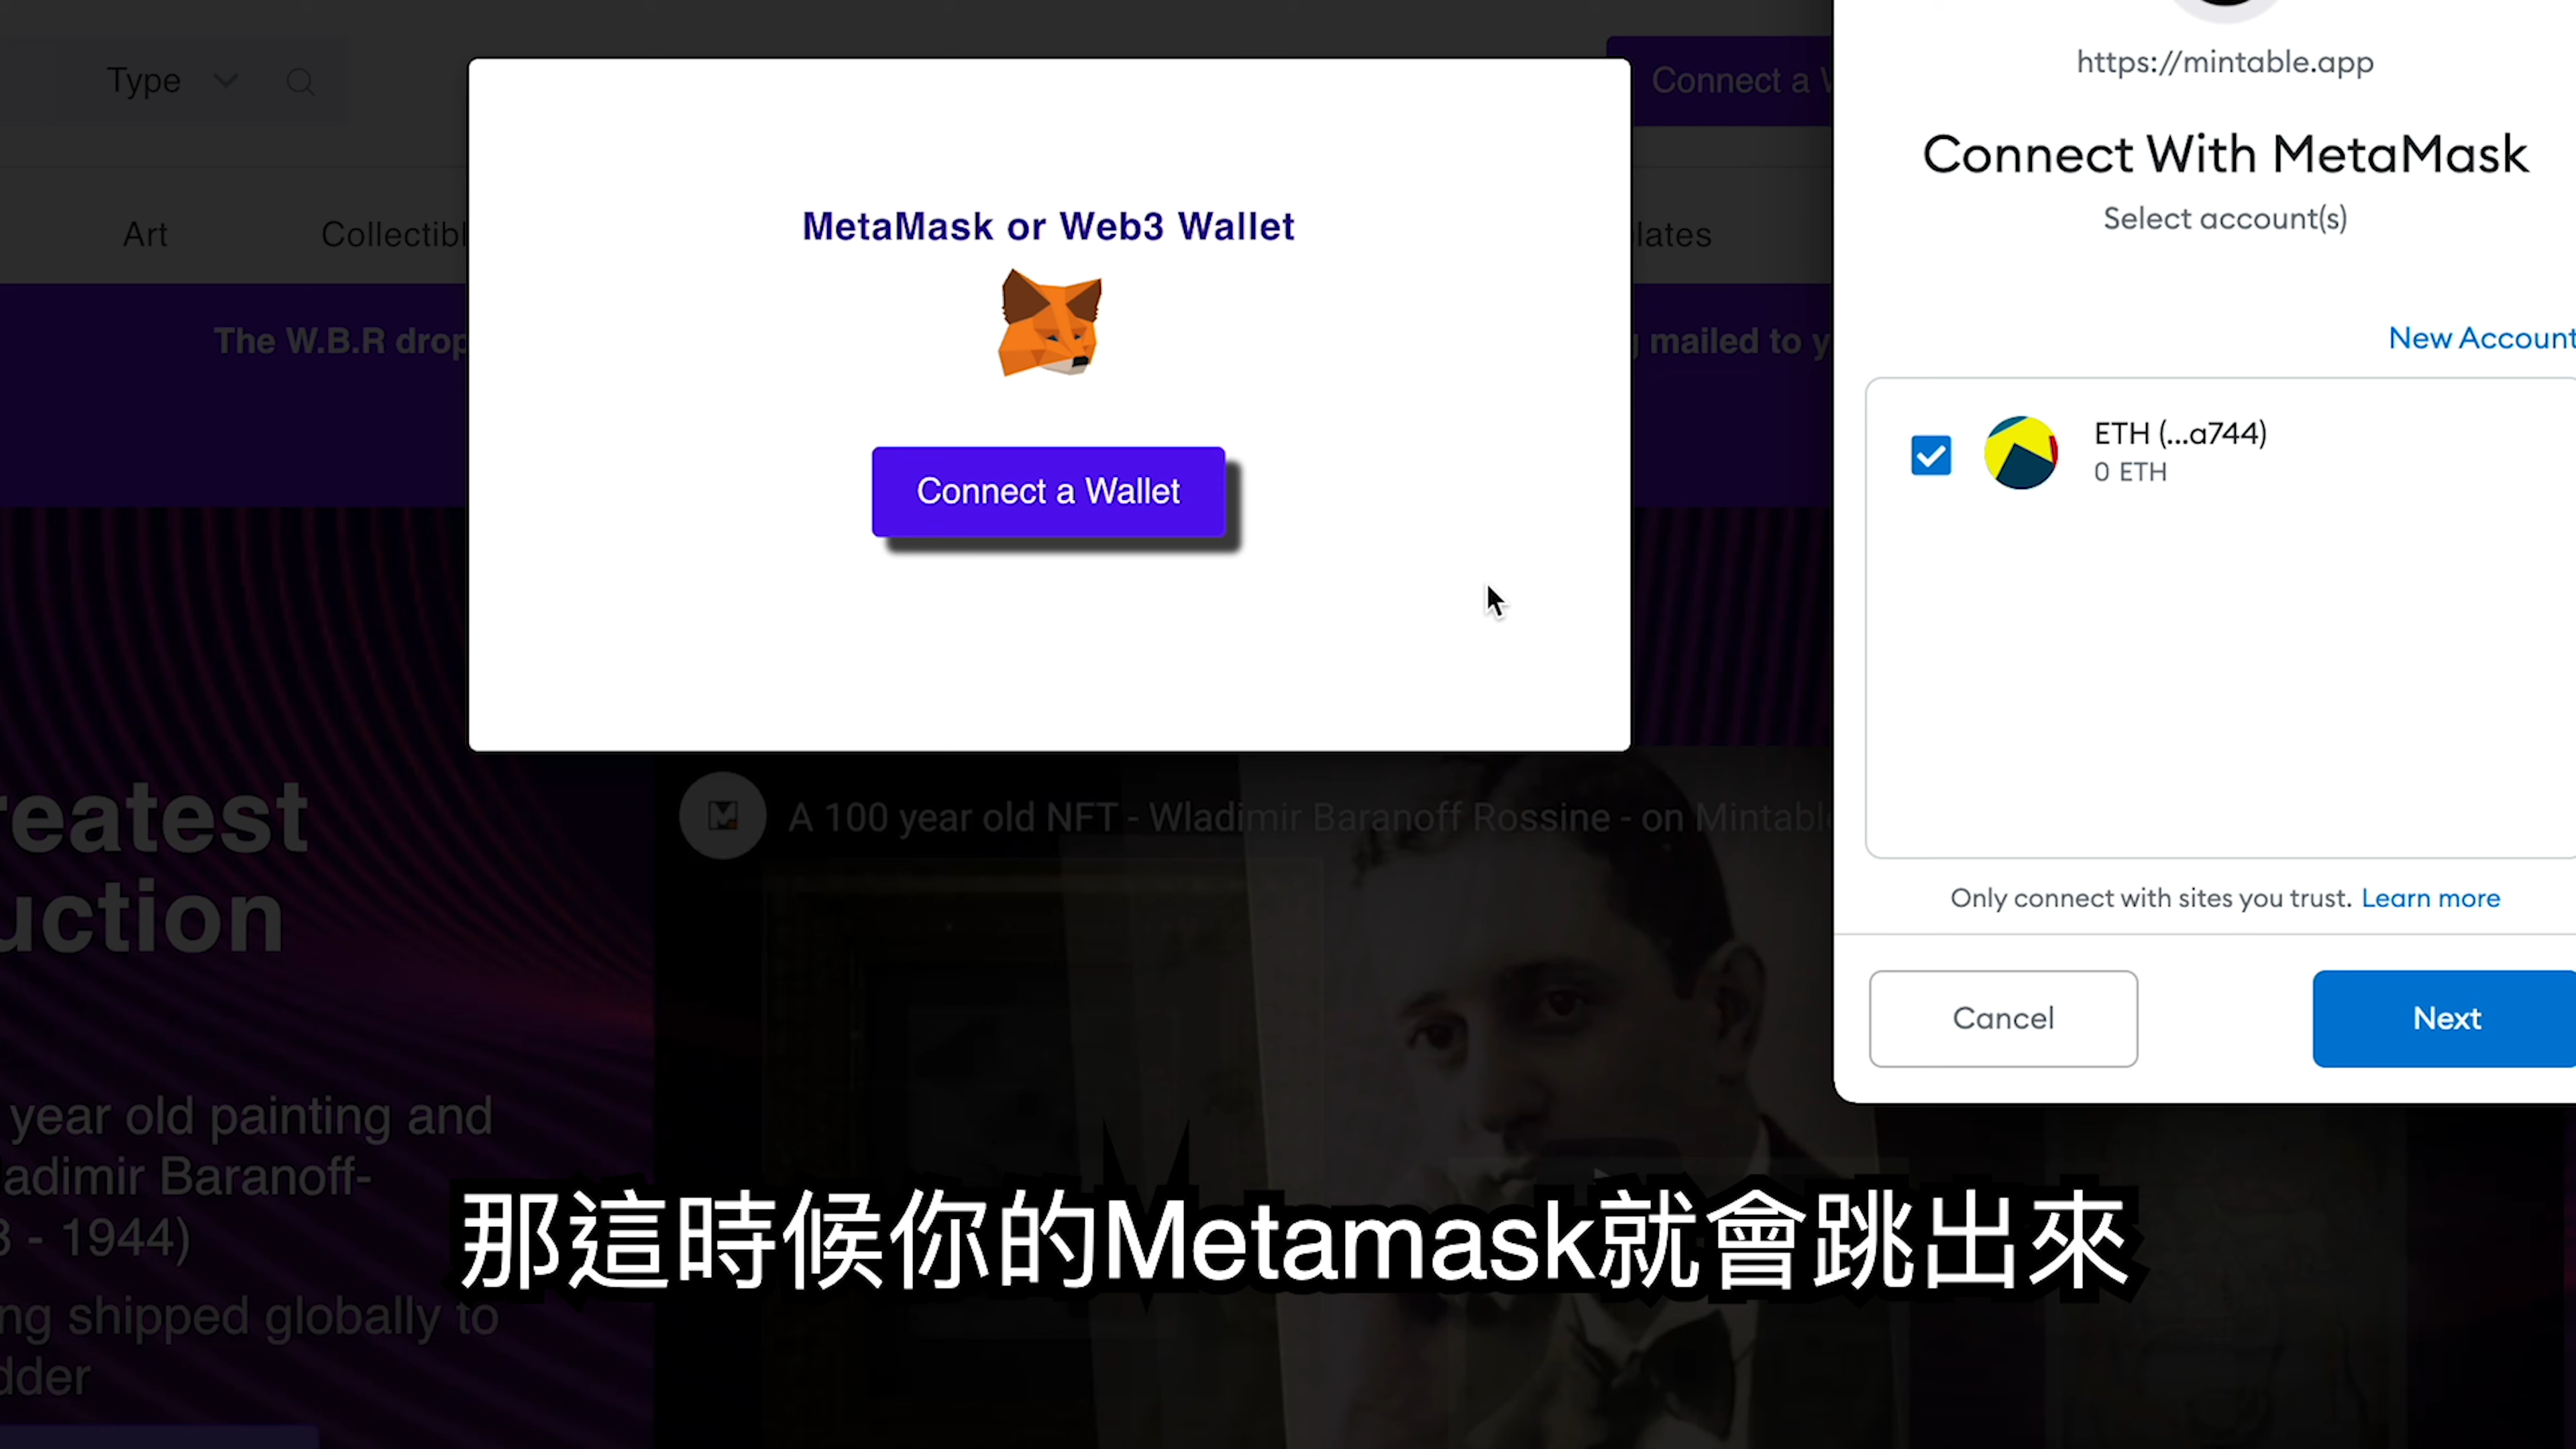 Type
Connect a W
Art
Collectibl
lates
The W.B.R drop
g mailed to y
MetaMask or Web3 Wallet
Connect a Wallet
https://mintable.app
Connect With MetaMask
Select account(s)
New Account
ETH (...a744)
0 ETH
Only connect with sites you trust. Learn more
Cancel
Next
reatest
uction
A 100 year old NFT - Wladimir Baranoff Rossine - on Mintable
year old painting and
ladimir Baranoff-
3 - 1944)
ng shipped globally to
dder
那這時候你的Metamask就會跳出來